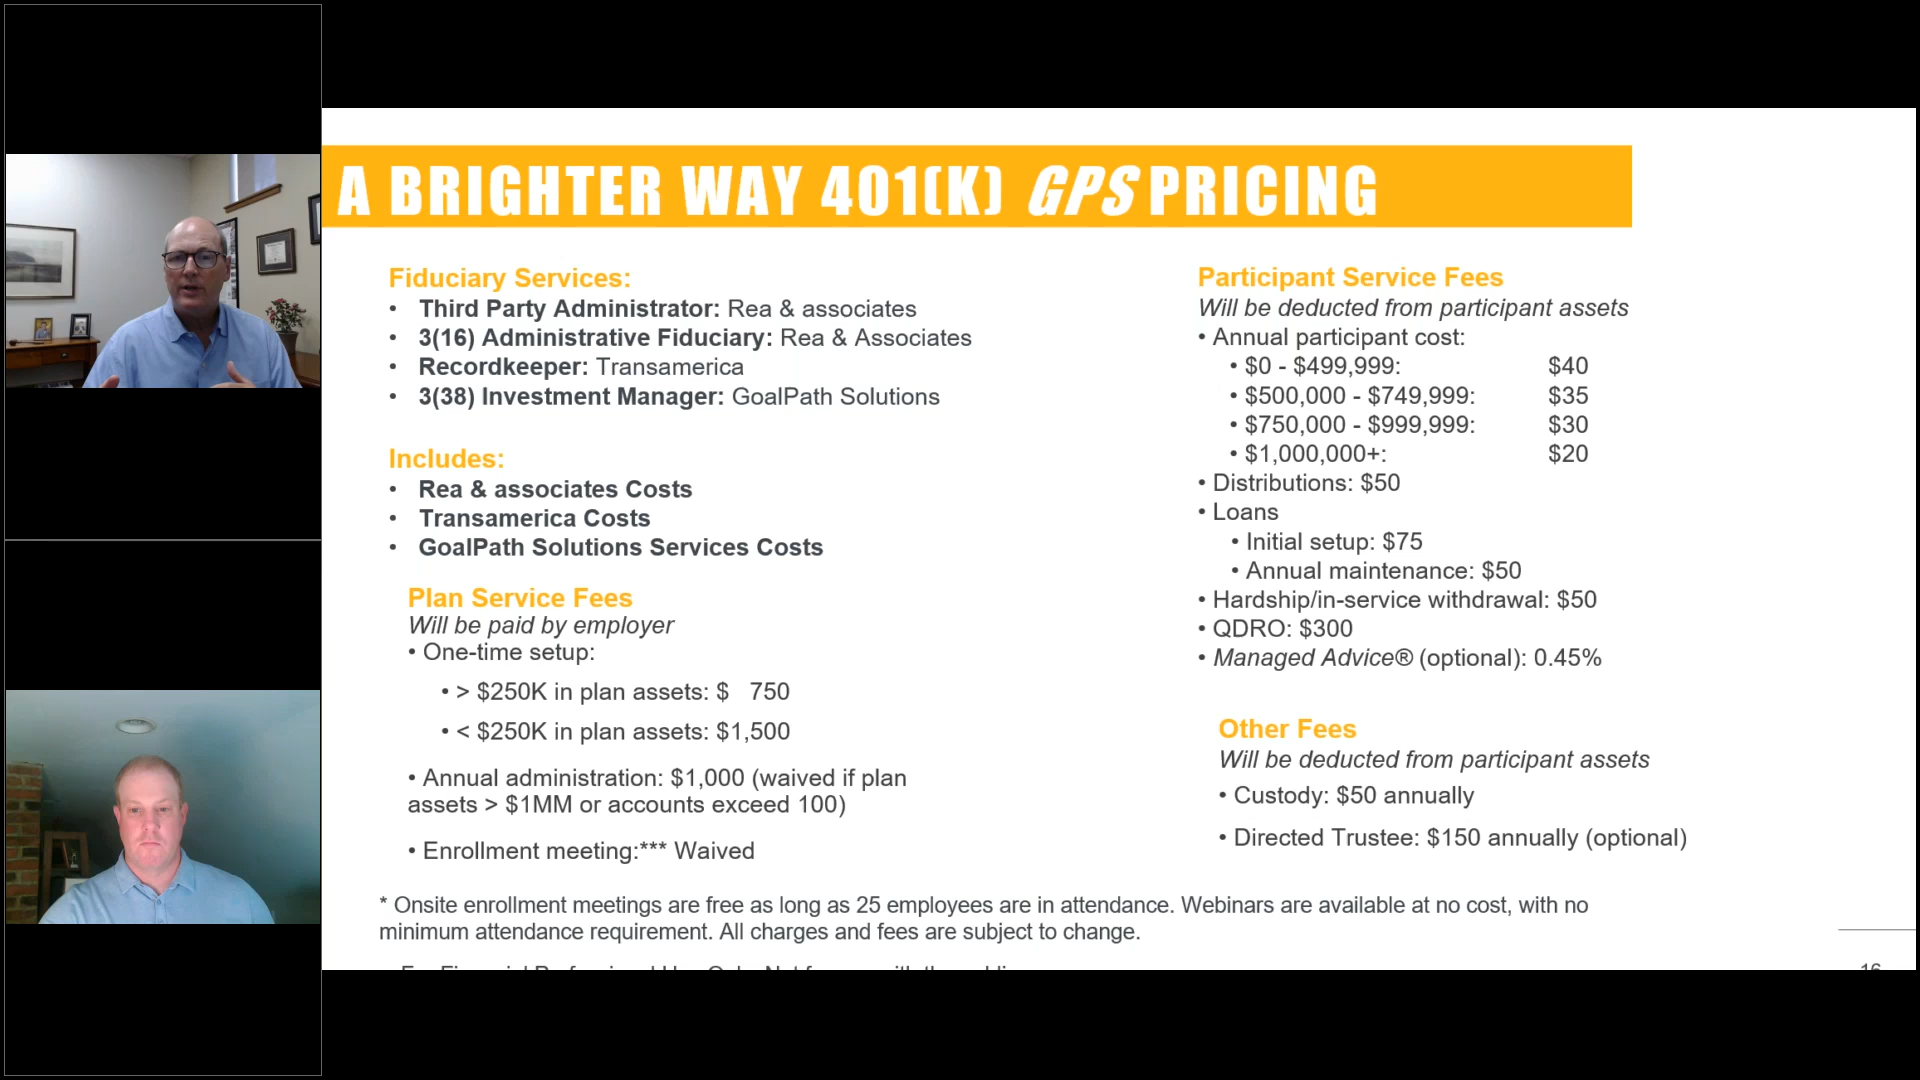 A BRIGHTER WAY 401(K) GPS PRICING
Fiduciary Services:
• Third Party Administrator: Rea & associates
• 3(16) Administrative Fiduciary: Rea & Associates
• Recordkeeper: Transamerica
• 3(38) Investment Manager: GoalPath Solutions
Includes:
• Rea & associates Costs
• Transamerica Costs
• GoalPath Solutions Services Costs
Plan Service Fees
Will be paid by employer
• One-time setup:
• > $250K in plan assets: $ 750
• < $250K in plan assets: $1,500
• Annual administration: $1,000 (waived if plan
assets > $1MM or accounts exceed 100)
• Enrollment meeting:*** Waived
Participant Service Fees
Will be deducted from participant assets
• Annual participant cost:
• $0 - $499,999: $40
• $500,000 - $749,999: $35
• $750,000 - $999,999: $30
• $1,000,000+: $20
• Distributions: $50
• Loans
• Initial setup: $75
• Annual maintenance: $50
• Hardship/in-service withdrawal: $50
• QDRO: $300
• Managed Advice® (optional): 0.45%
Other Fees
Will be deducted from participant assets
• Custody: $50 annually
• Directed Trustee: $150 annually (optional)
* Onsite enrollment meetings are free as long as 25 employees are in attendance. Webinars are available at no cost, with no
minimum attendance requirement. All charges and fees are subject to change.